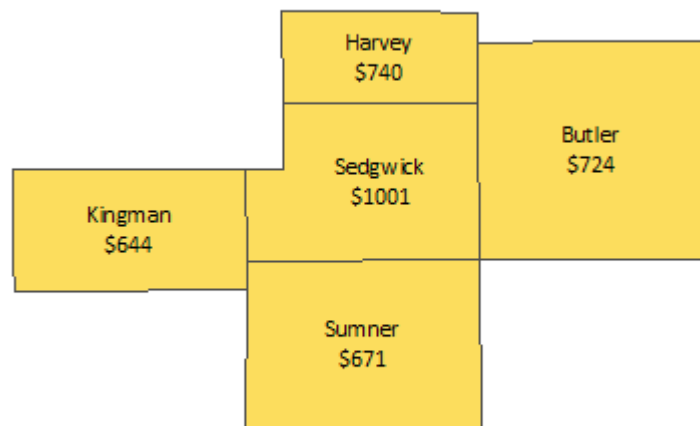 Harvey
$740
Butler
$724
Sedgwick
$1001
Kingman
$644
Sumner
$671